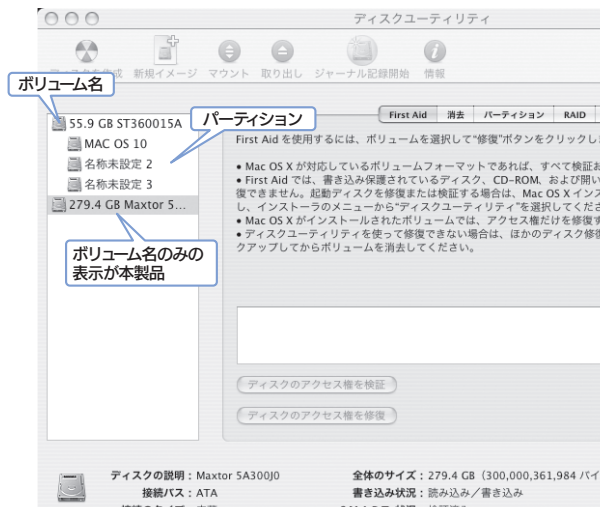 ディスクユーティリティ
成 新規イメージ マウント 取り出し ジャーナル記録開始 情報
ボリューム名
55.9 GB ST360015A
パーティション
MAC OS 10
名称未設定 2
名称未設定 3
279.4 GB Maxtor 5...
ボリューム名のみの
表示が本製品
First Aid 消去 パーティション RAID
First Aid を使用するには、ボリュームを選択して“修復”ボタンをクリックし
• Mac OS X が対応しているボリュームフォーマットであれば、すべて検証お
• First Aid では、書き込み保護されているディスク、CD-ROM、および開い
復できません。起動ディスクを修復または検証する場合は、Mac OS X インス
し、インストーラのメニューから“ディスクユーティリティ”を選択してくださ
• Mac OS X がインストールされたボリュームでは、アクセス権だけを修復す
• ディスクユーティリティを使って修復できない場合は、ほかのディスク修復
クアップしてからボリュームを消去してください。
ディスクのアクセス権を検証
ディスクのアクセス権を修復
ディスクの説明 : Maxtor 5A300J0
接続バス : ATA
全体のサイズ : 279.4 GB（300,000,361,984 バイ
書き込み状況 : 読み込み／書き込み